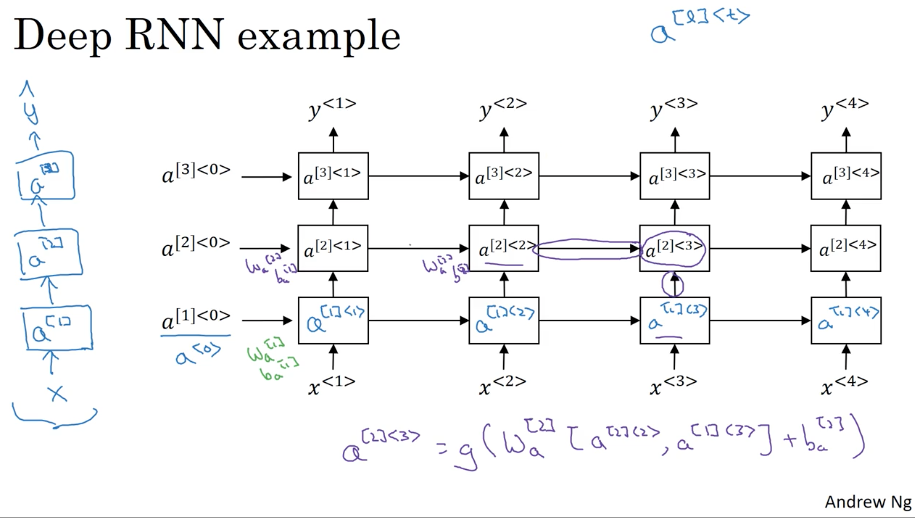 Deep RNN example
a^[l]<t>
ŷ
y^<1> y^<2> y^<3> y^<4>
a^[3]<0> a^[3]<1> a^[3]<2> a^[3]<3> a^[3]<4>
a^[2]
a^[2]<0> a^[2]<1> a^[2]<2> a^[2]<3> a^[2]<4>
W_a^[2] b_a^[2] W_a^[2] b^[2]
a^[1]
a^[1]<0> a^[1]<1> a^[1]<2> a^[1]<3> a^[1]<4>
a^<0>
W_a^[1]
b_a^[1]
x x^<1> x^<2> x^<3> x^<4>
a^[2]<3> = g(W_a^[2] [a^[2]<2>, a^[1]<3>] + b_a^[2])
Andrew Ng